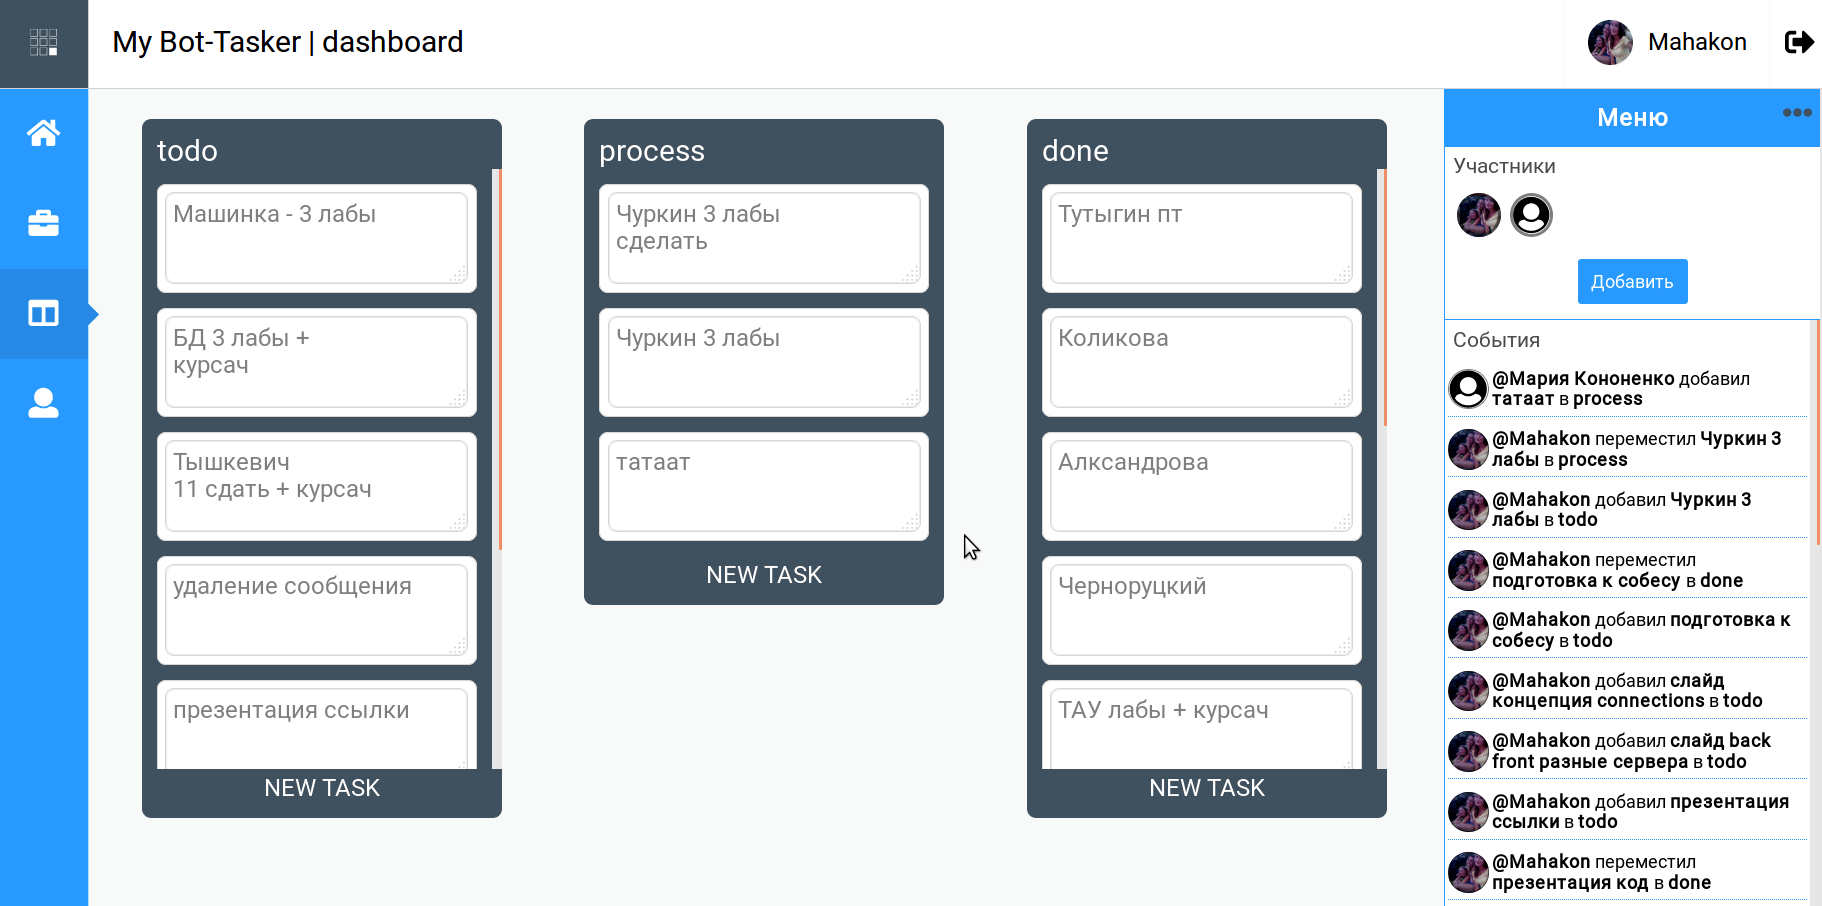 My Bot-Tasker | dashboard
Mahakon
todo
Машинка - 3 лабы
БД 3 лабы +
курсач
Тышкевич
11 сдать + курсач
удаление сообщения
презентация ссылки
NEW TASK
process
Чуркин 3 лабы
сделать
Чуркин 3 лабы
татаат
NEW TASK
done
Тутыгин пт
Коликова
Алксандрова
Черноруцкий
ТАУ лабы + курсач
NEW TASK
Меню
Участники
Добавить
События
@Мария Кононенко добавил
татаат в process
@Mahakon переместил Чуркин 3
лабы в process
@Mahakon добавил Чуркин 3
лабы в todo
@Mahakon переместил
подготовка к собесу в done
@Mahakon добавил подготовка к
собесу в todo
@Mahakon добавил слайд
концепция connections в todo
@Mahakon добавил слайд back
front разные сервера в todo
@Mahakon добавил презентация
ссылки в todo
@Mahakon переместил
презентация код в done